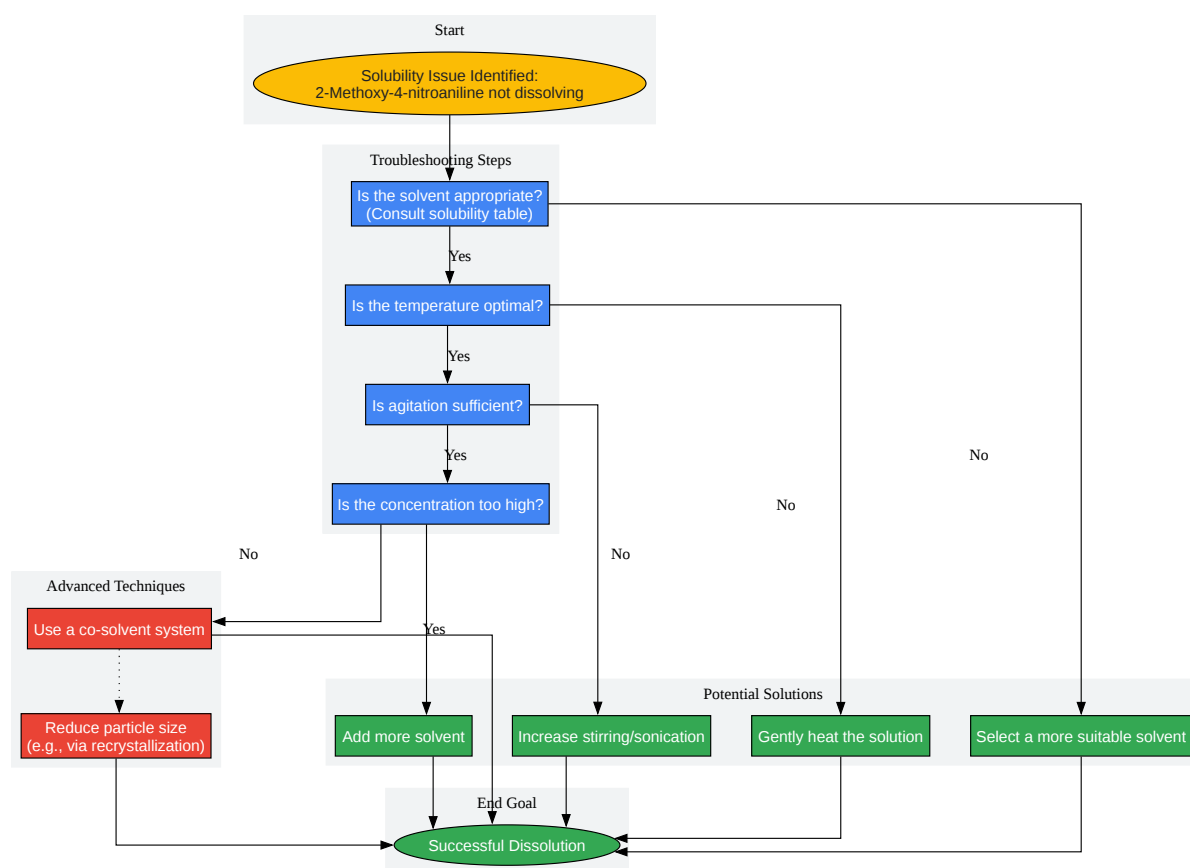 Start
Solubility Issue Identified:
2-Methoxy-4-nitroaniline not dissolving
Troubleshooting Steps
Is the solvent appropriate?
(Consult solubility table)
Yes
Is the temperature optimal?
Yes
Is agitation sufficient?
Yes
No
Is the concentration too high?
No
No
No
Advanced Techniques
Use a co-solvent system
Yes
Potential Solutions
Reduce particle size
(e.g., via recrystallization)
Add more solvent
Increase stirring/sonication
Gently heat the solution
Select a more suitable solvent
End Goal
Successful Dissolution